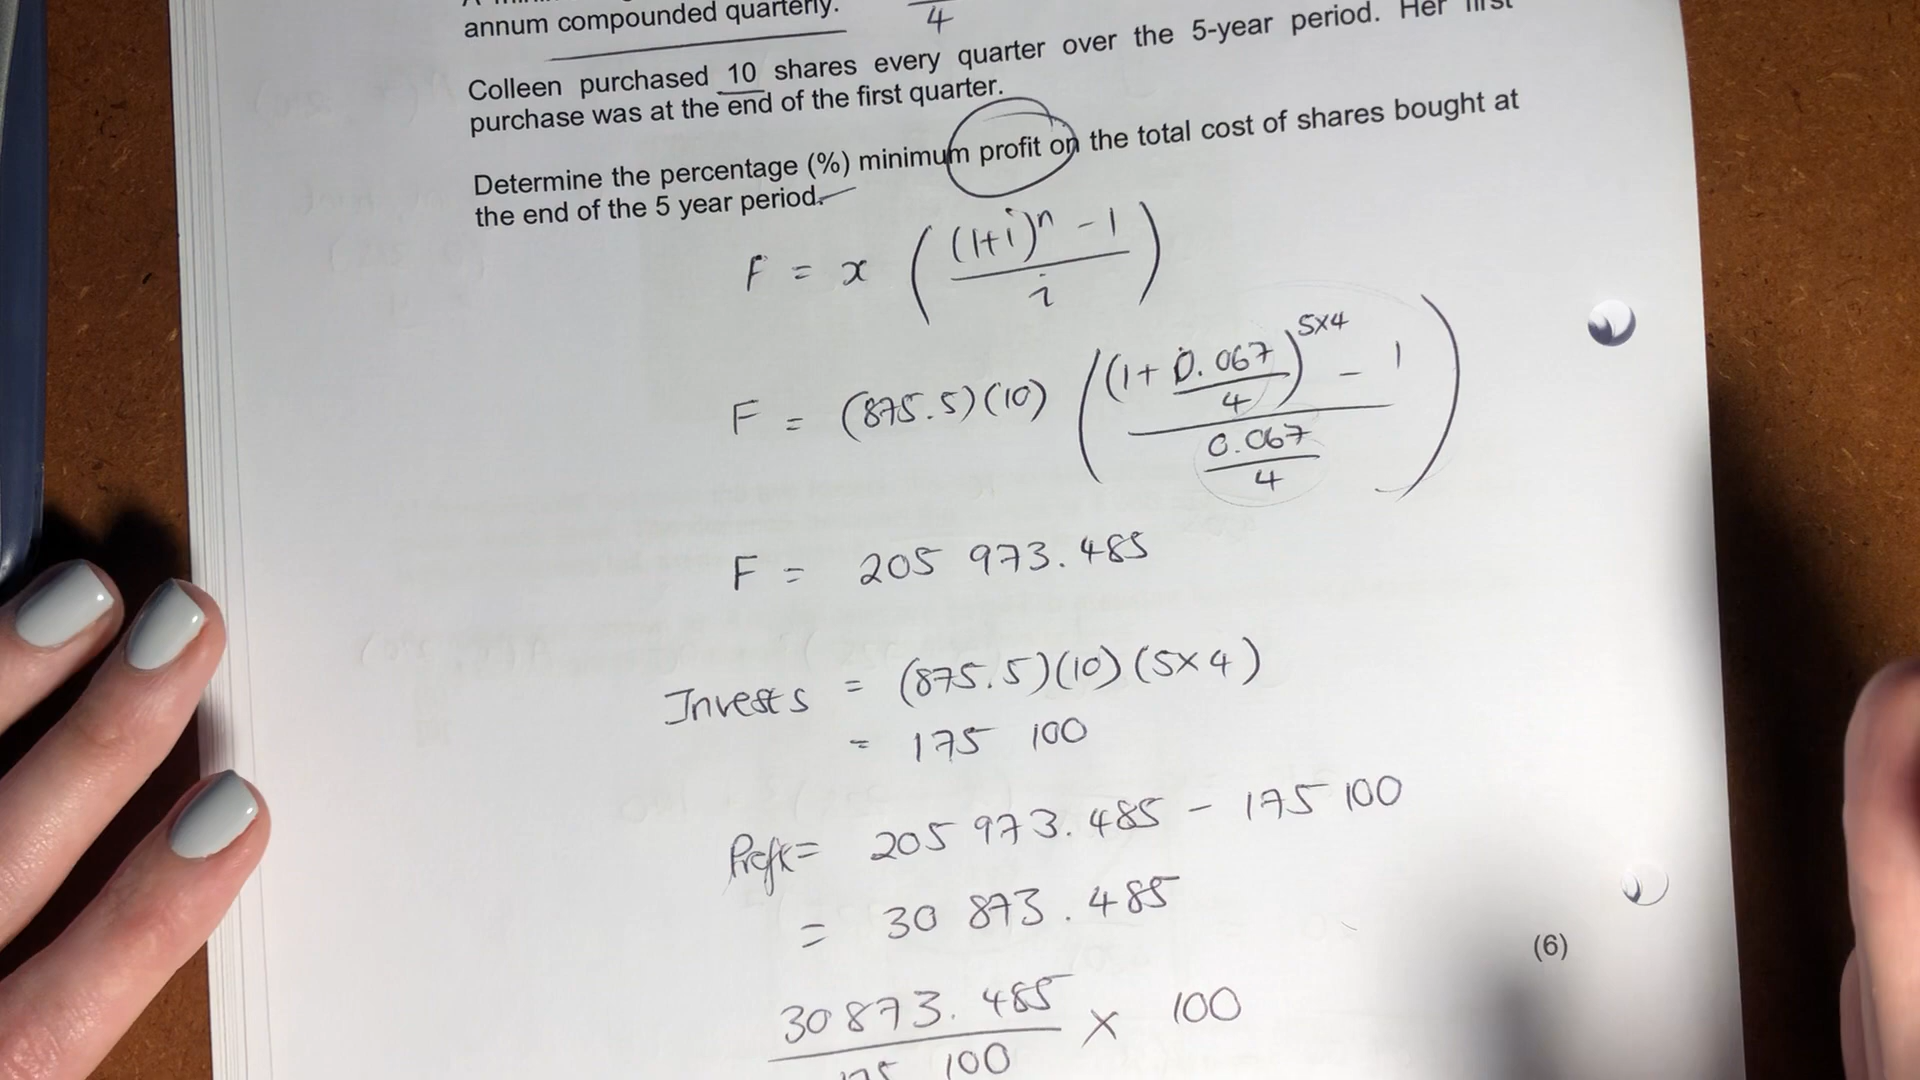 annum compounded quarterly.
4
Colleen purchased 10 shares every quarter over the 5-year period. Her first
purchase was at the end of the first quarter.
Determine the percentage (%) minimum profit on the total cost of shares bought at
the end of the 5 year period.
F = x ( (1+i)^n - 1 / i )
F = (875.5)(10) ( (1 + 0.067 / 4)^5×4 - 1 / 0.067 / 4 )
F = 205 973.485
Invests = (875.5)(10)(5×4)
= 175 100
Profit = 205 973.485 - 175 100
= 30 873.485
(6)
30 873.485 / 175 100 × 100